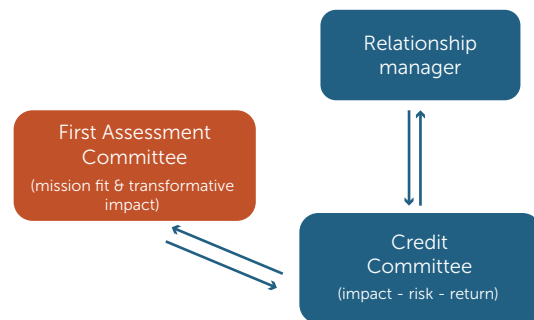 Relationship
manager
First Assessment
Committee
(mission fit & transformative
impact)
Credit
Committee
(impact - risk - return)